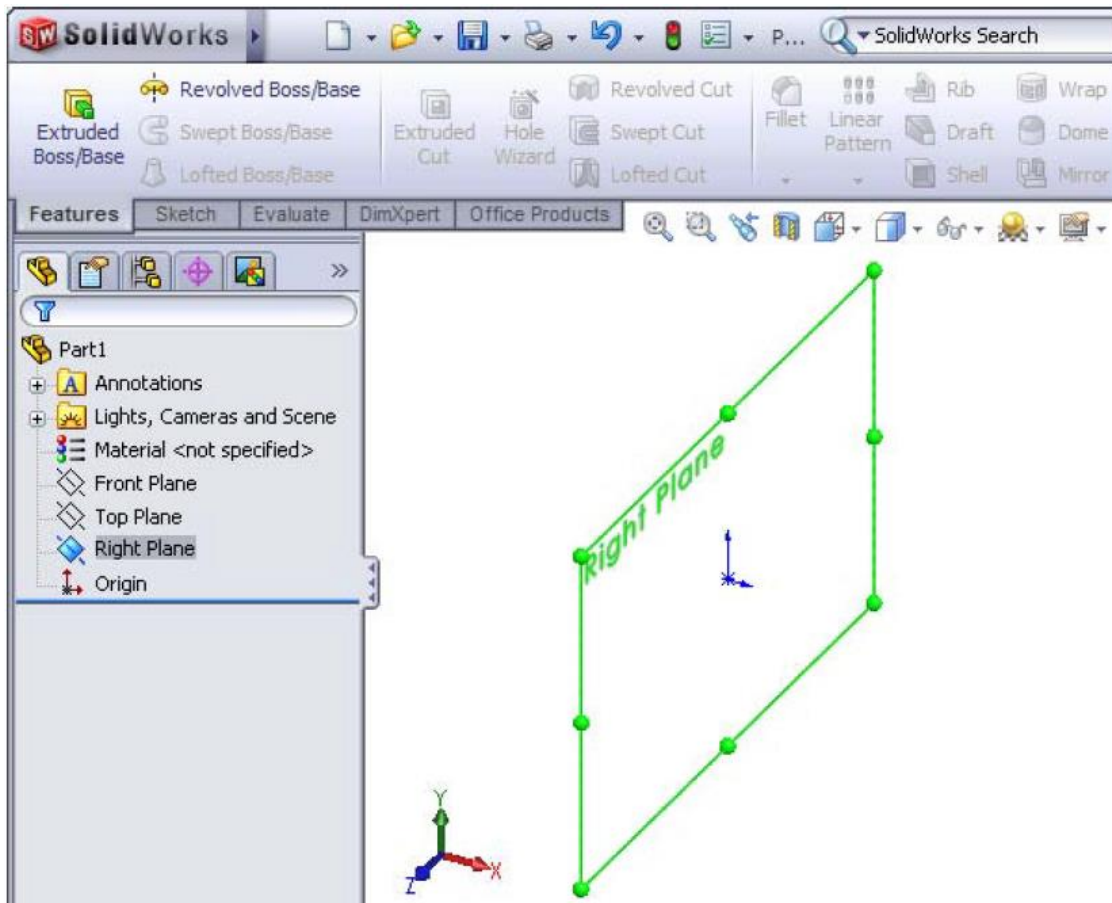 SolidWorks P... SolidWorks Search
Extruded Boss/Base
Revolved Boss/Base
Swept Boss/Base
Lofted Boss/Base
Extruded Cut
Hole Wizard
Revolved Cut
Swept Cut
Lofted Cut
Fillet
Linear Pattern
Rib
Draft
Shell
Wrap
Dome
Mirror
Features Sketch Evaluate DimXpert Office Products
Part1
A Annotations
Lights, Cameras and Scene
Material <not specified>
Front Plane
Top Plane
Right Plane
Origin
Right Plane
Y
X
Z